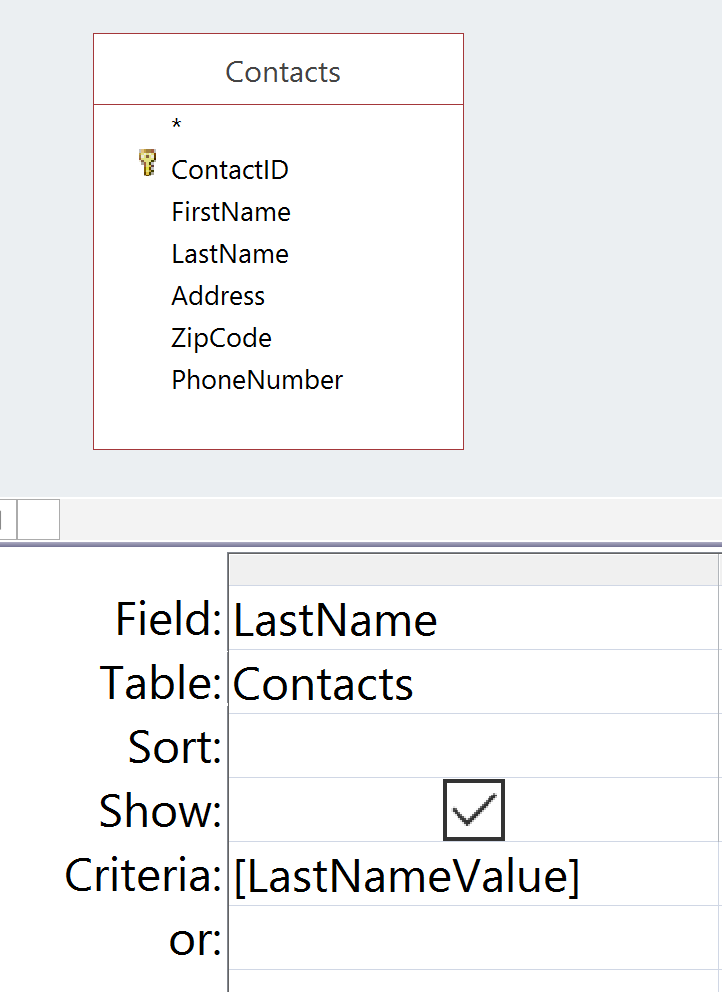 Contacts
*
ContactID
FirstName
LastName
Address
ZipCode
PhoneNumber
Field: LastName
Table: Contacts
Sort:
Show:
Criteria: [LastNameValue]
or: